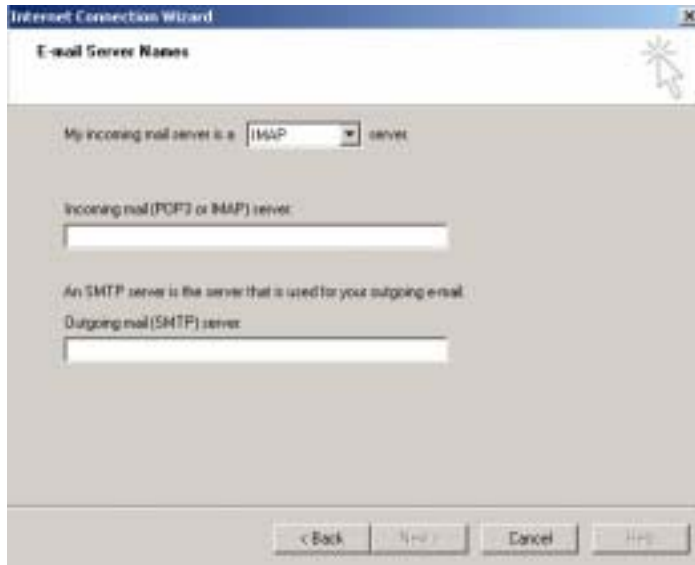 Internet Connection Wizard
E-mail Server Names
My incoming mail server is a IMAP server.
Incoming mail (POP3 or IMAP) server:
An SMTP server is the server that is used for your outgoing e-mail.
Outgoing mail (SMTP) server:
< Back Next > Cancel Help